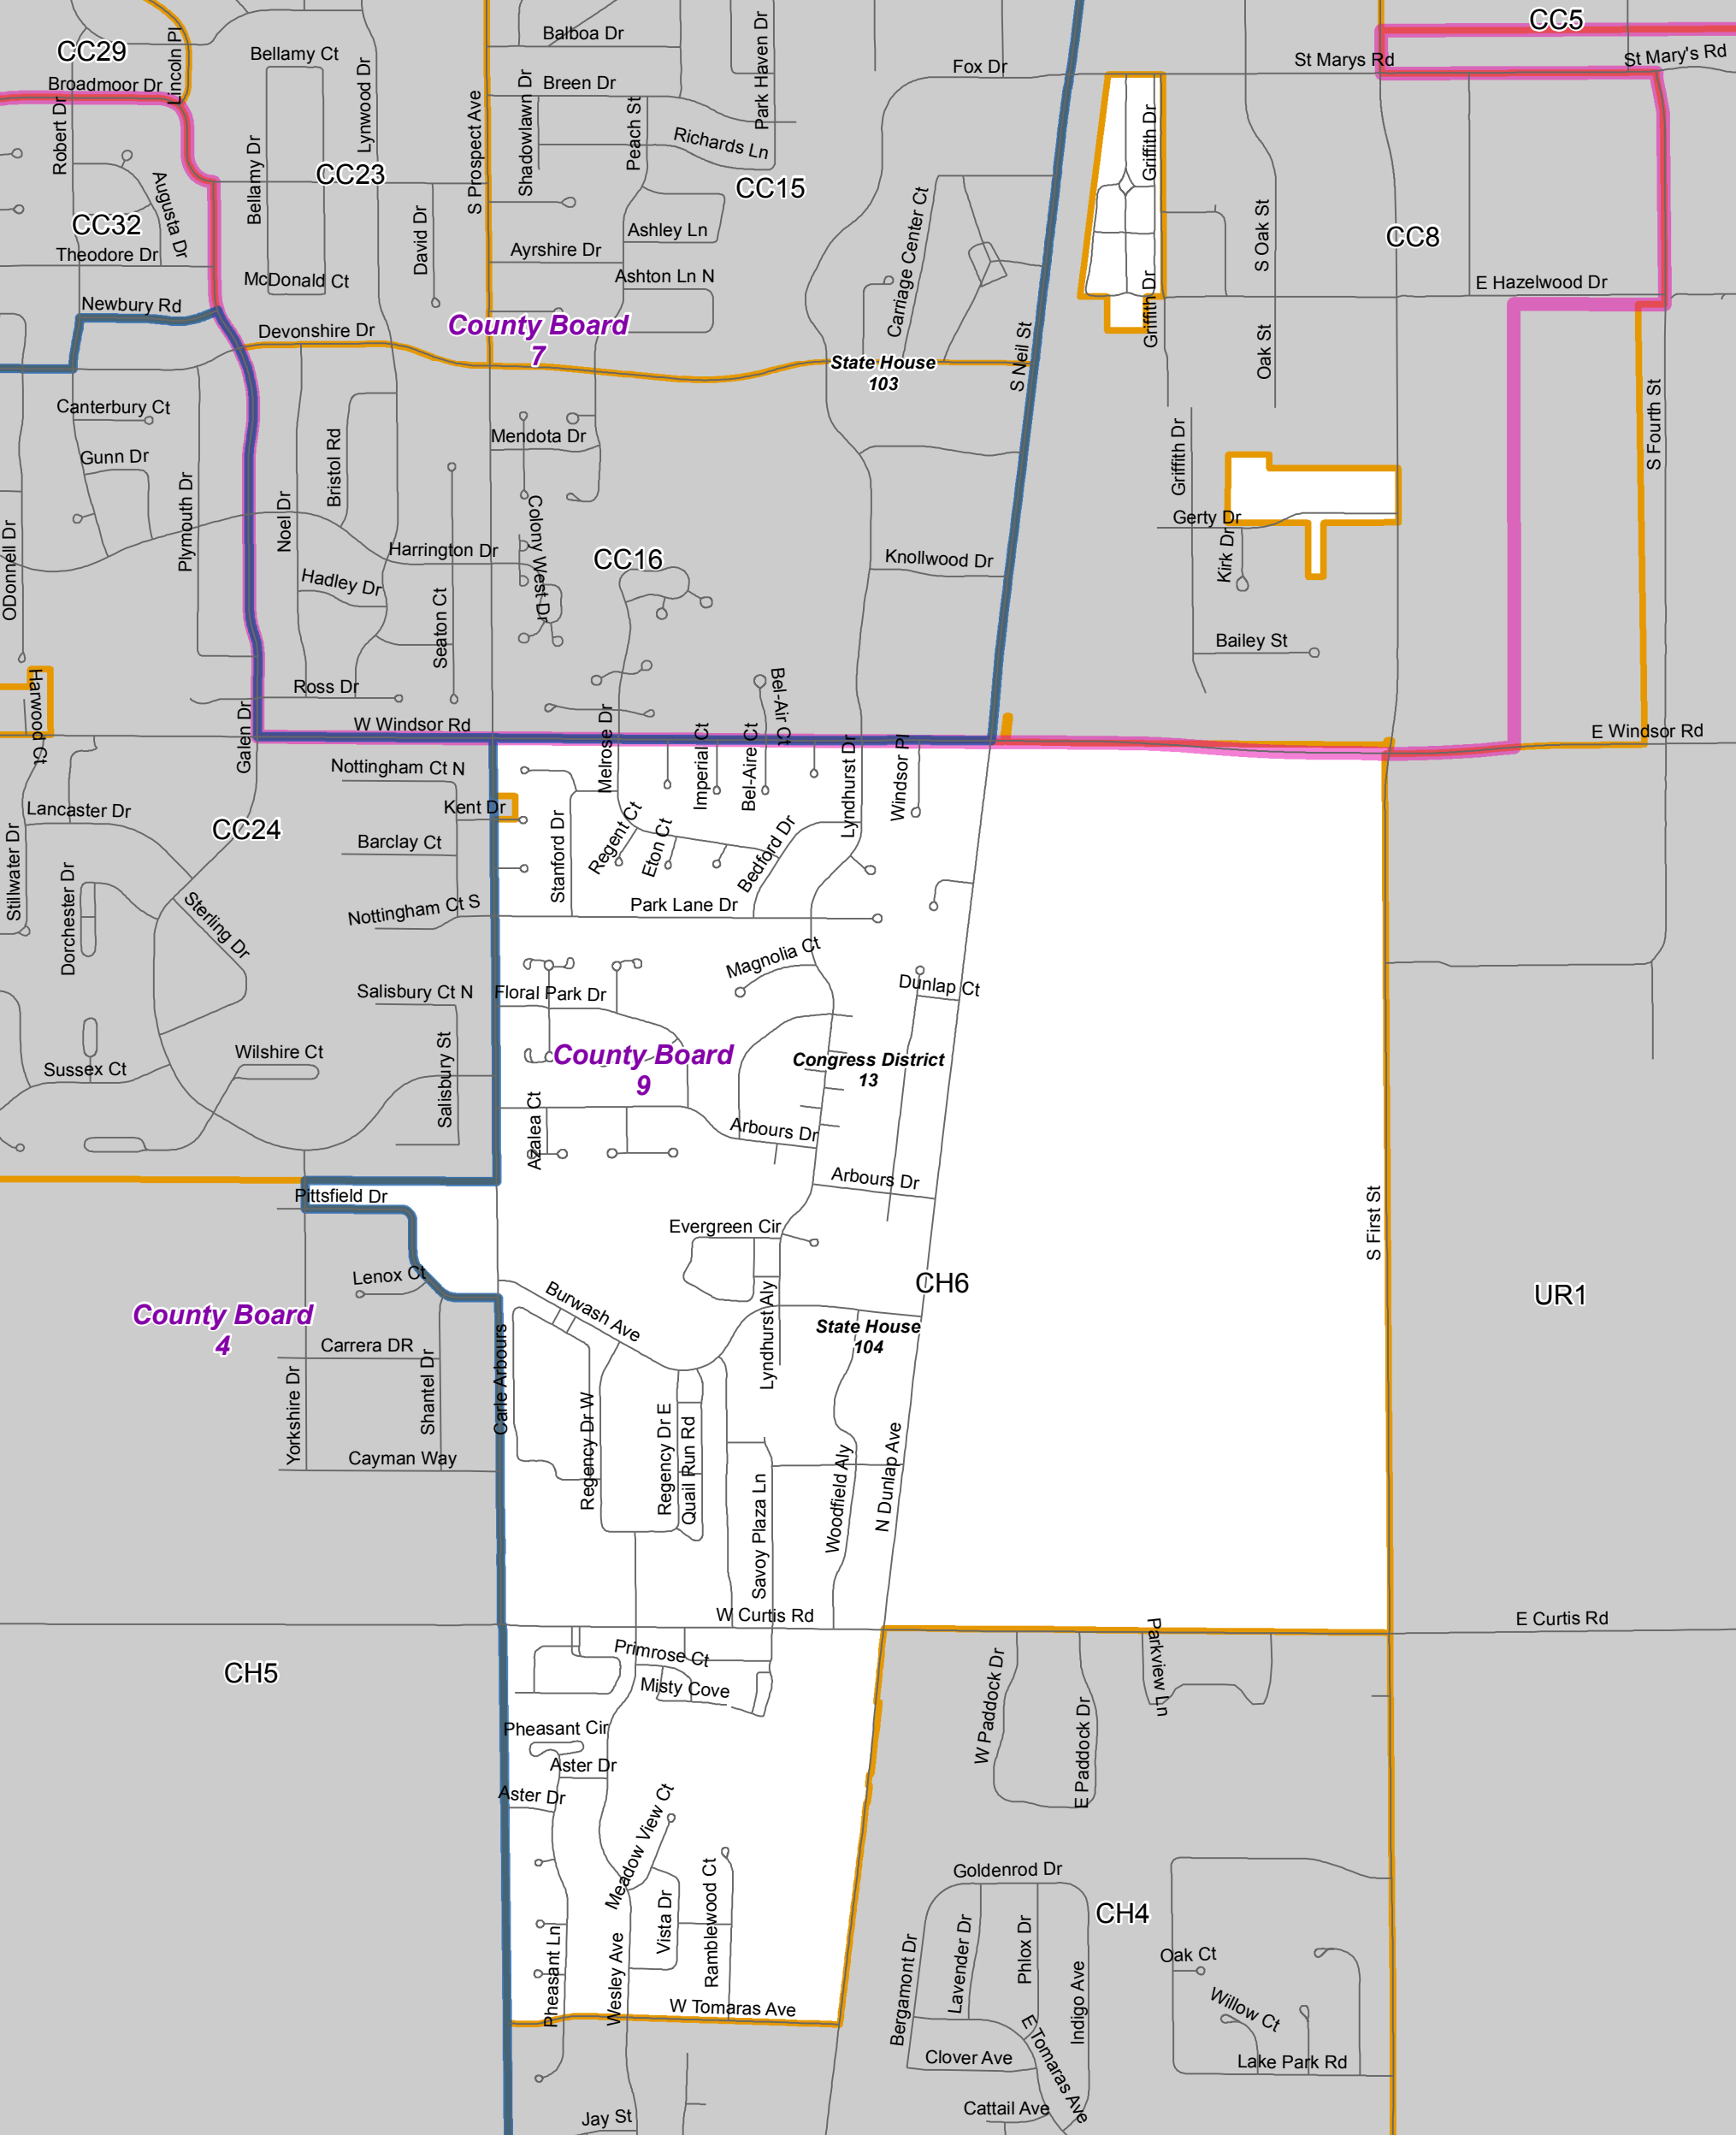 CC5
CC29
Lincoln Pl
Balboa Dr
Park Haven Dr
Bellamy Ct
St Marys Rd
St Mary's Rd
Fox Dr
Broadmoor Dr
Lynwood Dr
Breen Dr
Robert Dr
S Prospect Ave
Shadowlawn Dr
Peach St
Richards Ln
Griffith Dr
Bellamy Dr
CC23
CC15
Augusta Dr
CC32
David Dr
Ashley Ln
Carriage Center Ct
S Oak St
CC8
Theodore Dr
Ayrshire Dr
McDonald Ct
Ashton Ln N
E Hazelwood Dr
Newbury Rd
Griffith Dr
Devonshire Dr
County Board
7
State House
103
S Neil St
Oak St
S Fourth St
Canterbury Ct
Mendota Dr
Gunn Dr
Bristol Rd
Griffith Dr
Plymouth Dr
Noel Dr
Colony West Dr
Gerty Dr
ODonnell Dr
Harrington Dr
CC16
Knollwood Dr
Kirk Dr
Hadley Dr
Seaton Ct
Bailey St
Harwood Ct
Ross Dr
Bel-Air Ct
Galen Dr
W Windsor Rd
E Windsor Rd
Melrose Dr
Imperial Ct
Bel-Aire Ct
Lyndhurst Dr
Windsor Pl
Nottingham Ct N
Lancaster Dr
Kent Dr
CC24
Barclay Ct
Stillwater Dr
Stanford Dr
Regent Ct
Eton Ct
Bedford Dr
Dorchester Dr
Sterling Dr
Nottingham Ct S
Park Lane Dr
Magnolia Ct
Dunlap Ct
Salisbury Ct N
Floral Park Dr
Wilshire Ct
County Board
9
Congress District
13
Sussex Ct
Salisbury St
Azalea Ct
Arbours Dr
Arbours Dr
Pittsfield Dr
S First St
Evergreen Cir
Lenox Ct
CH6
UR1
County Board
4
Burwash Ave
Lyndhurst Aly
State House
104
Carrera DR
Carle Arbours
Yorkshire Dr
Shantel Dr
Regency Dr W
Regency Dr E
Quail Run Rd
Cayman Way
Savoy Plaza Ln
Woodfield Aly
N Dunlap Ave
W Curtis Rd
E Curtis Rd
CH5
Primrose Ct
Misty Cove
Parkview Ln
W Paddock Dr
E Paddock Dr
Pheasant Cir
Aster Dr
Aster Dr
Meadow View Ct
Goldenrod Dr
CH4
Vista Dr
Ramblewood Ct
Pheasant Ln
Wesley Ave
Bergamont Dr
Lavender Dr
Phlox Dr
Indigo Ave
Oak Ct
Willow Ct
W Tomaras Ave
E Tomaras Ave
Clover Ave
Lake Park Rd
Cattail Ave
Jay St